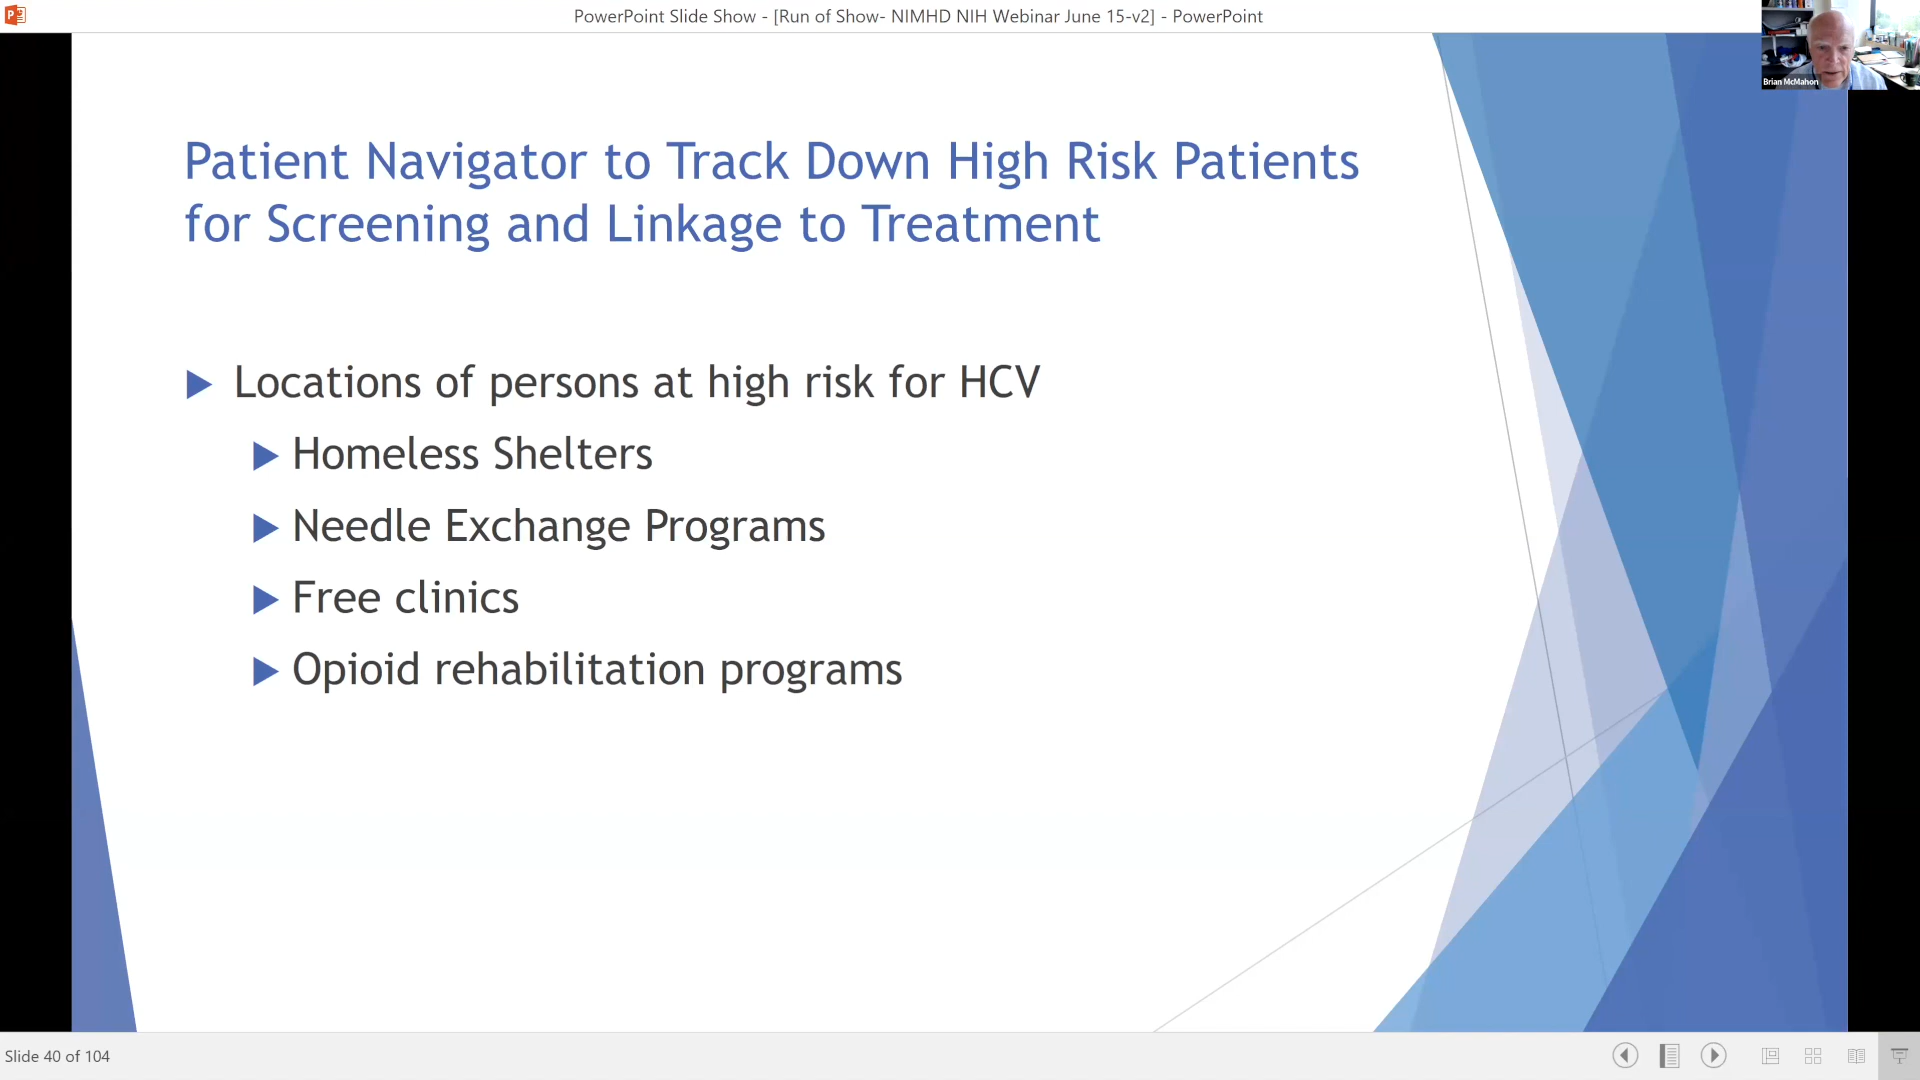 PowerPoint Slide Show - [Run of Show- NIMHD NIH Webinar June 15-v2] - PowerPoint
Brian McMahon
Patient Navigator to Track Down High Risk Patients
for Screening and Linkage to Treatment
Locations of persons at high risk for HCV
Homeless Shelters
Needle Exchange Programs
Free clinics
Opioid rehabilitation programs
Slide 40 of 104